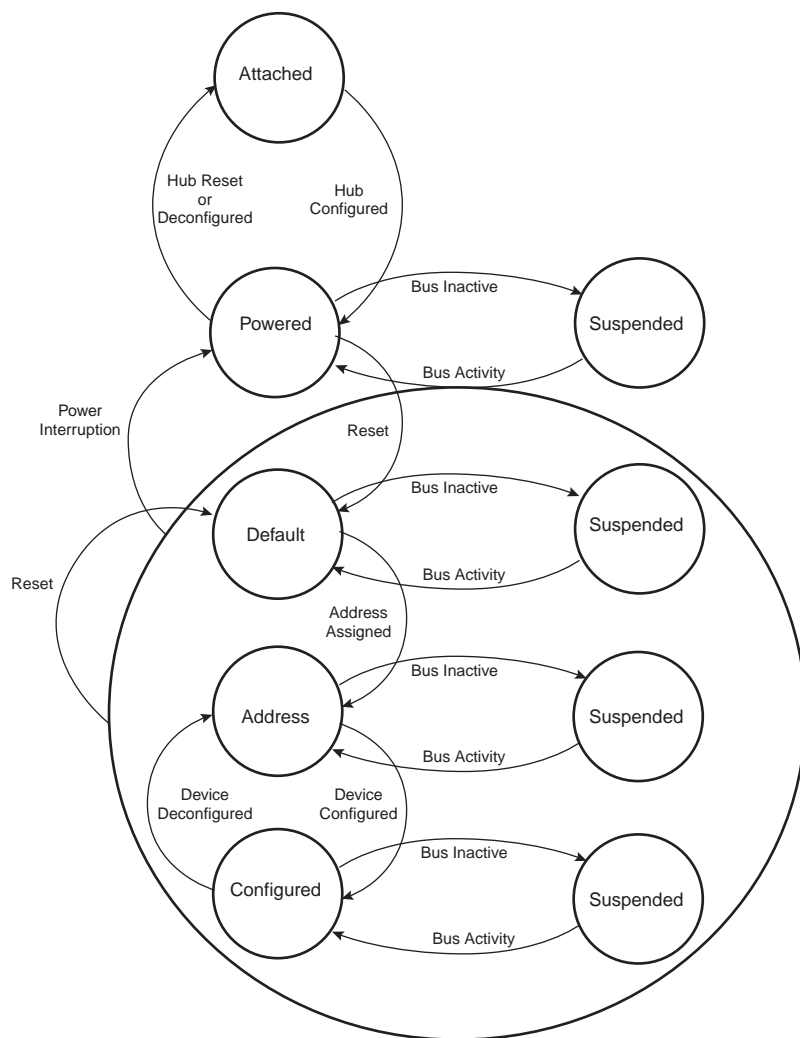 Attached
Hub Reset
or
Deconfigured
Hub
Configured
Bus Inactive
Powered
Suspended
Bus Activity
Power
Interruption
Reset
Bus Inactive
Default
Suspended
Bus Activity
Reset
Address
Assigned
Bus Inactive
Address
Suspended
Bus Activity
Device
Deconfigured
Device
Configured
Bus Inactive
Configured
Suspended
Bus Activity